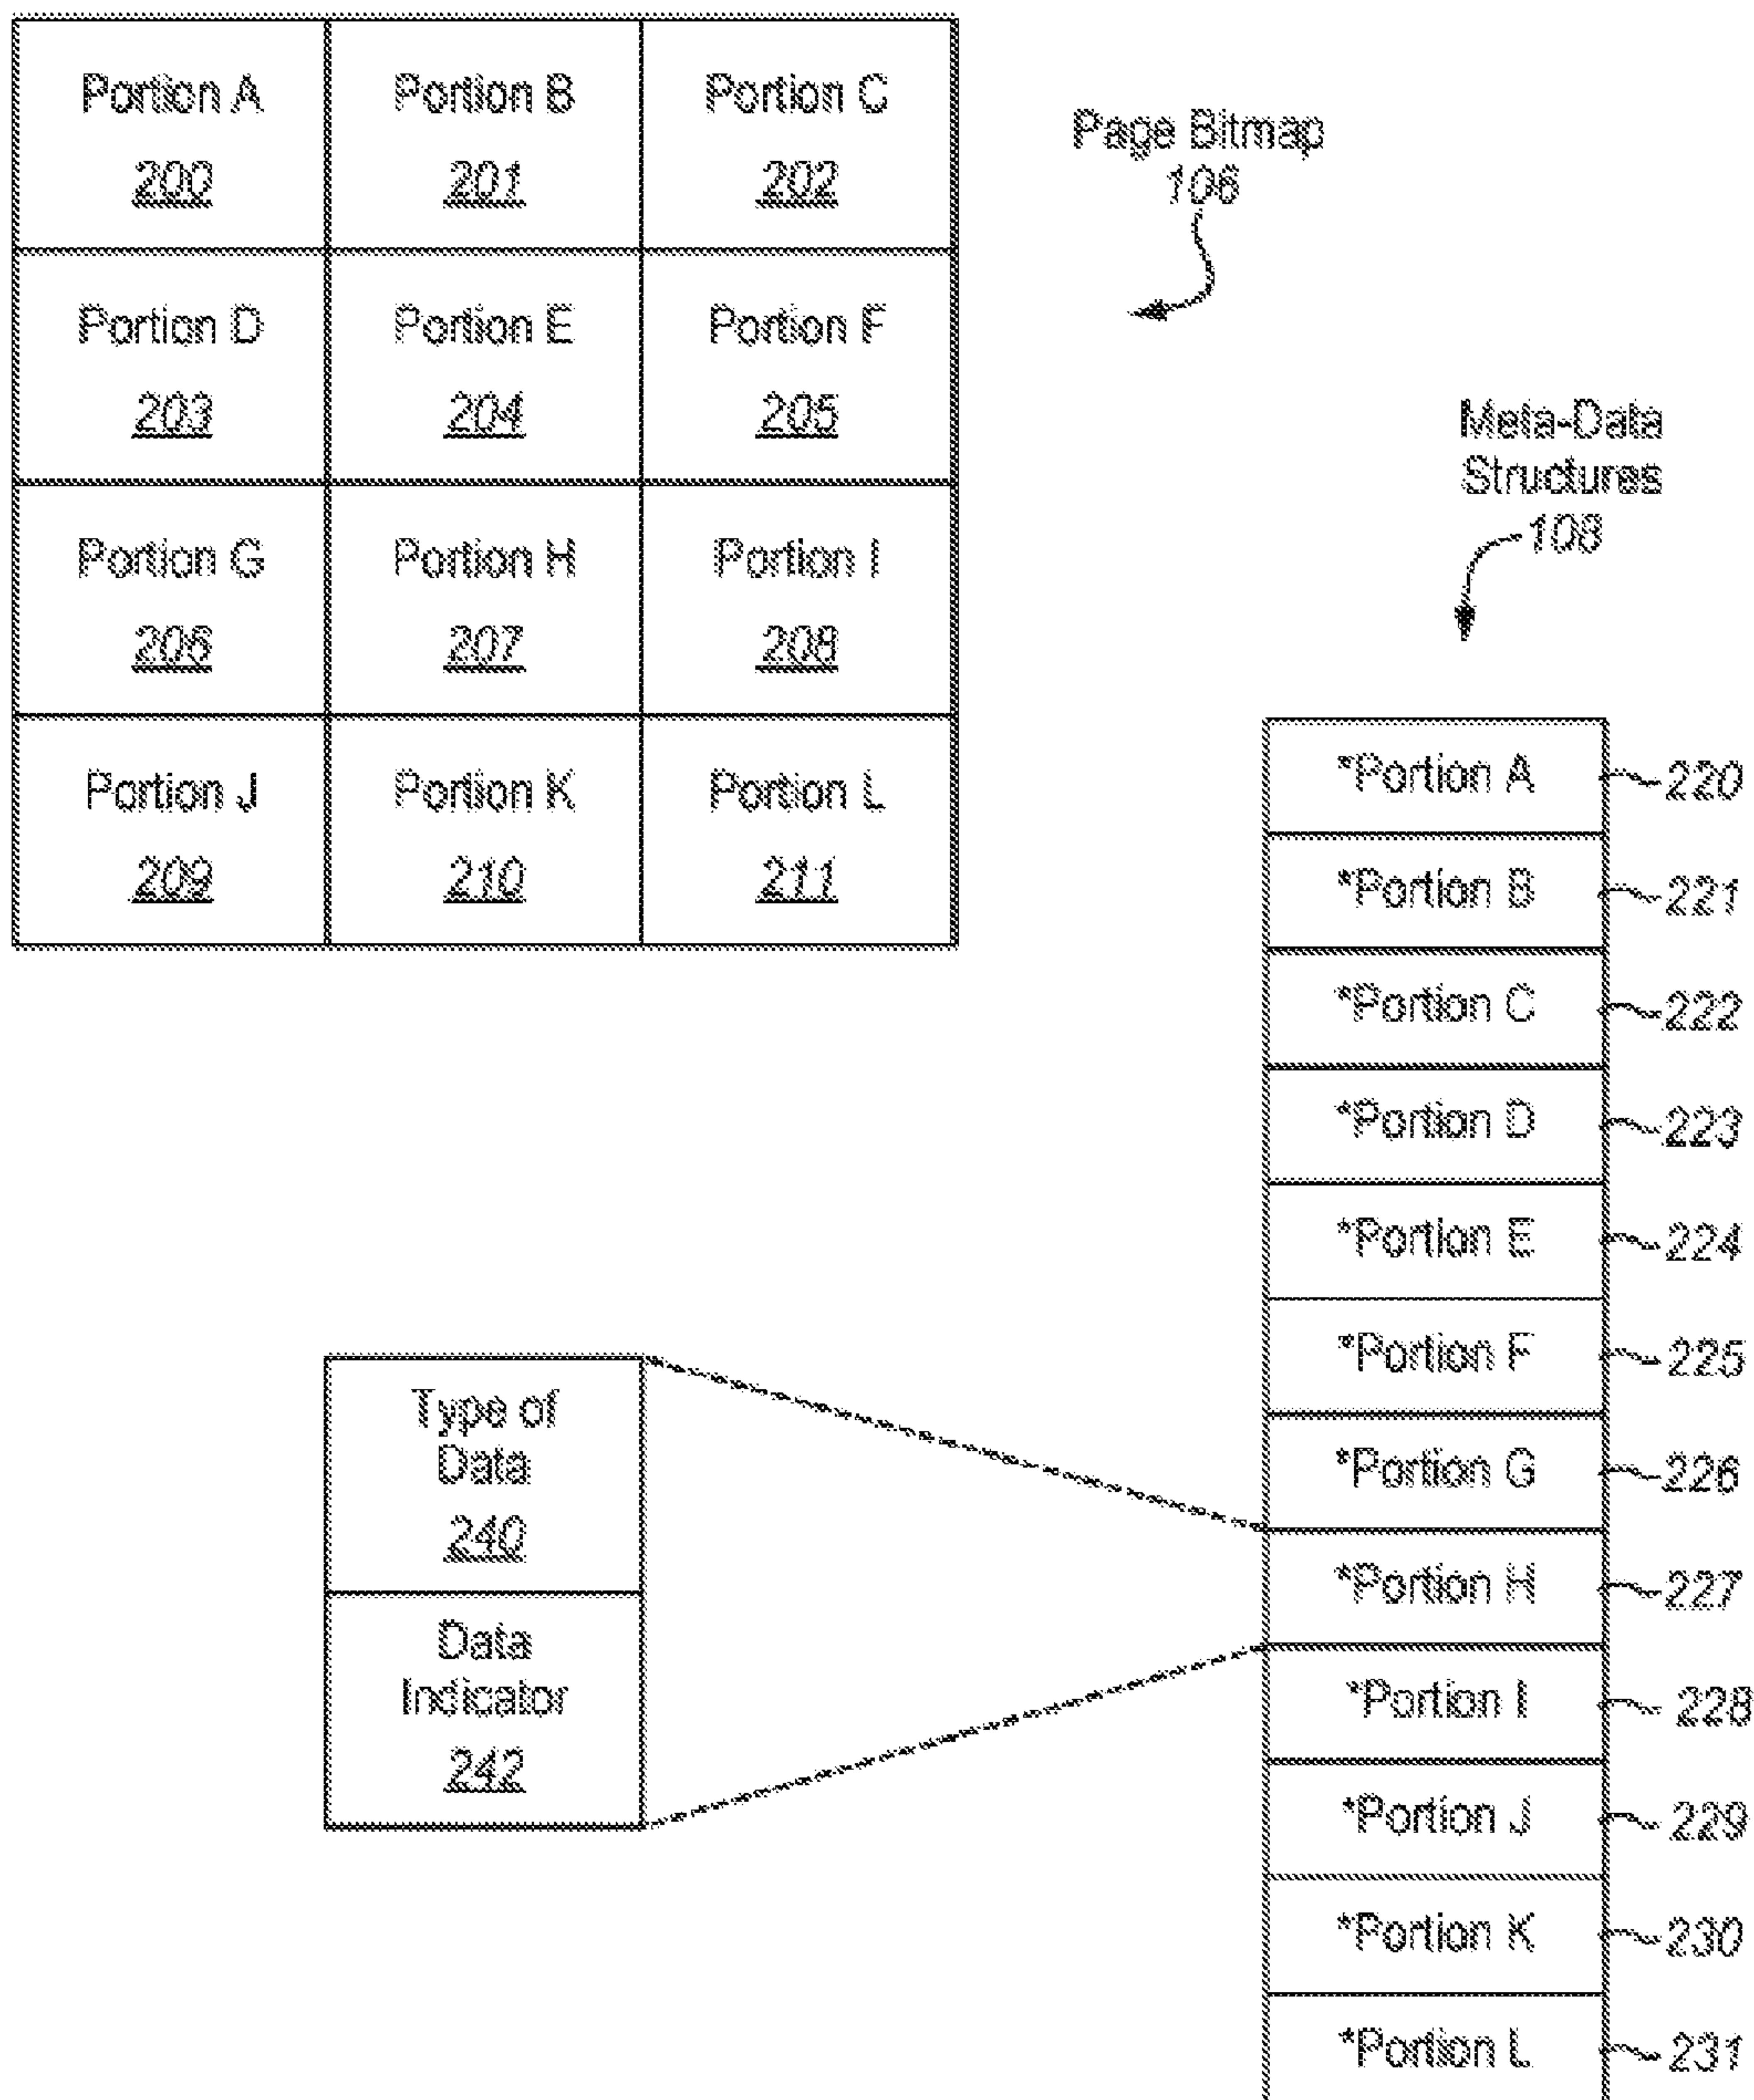 Portion A
200
Portion B
201
Portion C
202
Portion D
203
Portion E
204
Portion F
205
Portion G
206
Portion H
207
Portion I
208
Portion J
209
Portion K
210
Portion L
211
Page Bitmap
106
Meta-Data
Structures
108
*Portion A
220
*Portion B
221
*Portion C
222
*Portion D
223
*Portion E
224
*Portion F
225
*Portion G
226
*Portion H
227
*Portion I
228
*Portion J
229
*Portion K
230
*Portion L
231
Type of
Data
240
Data
Indicator
242